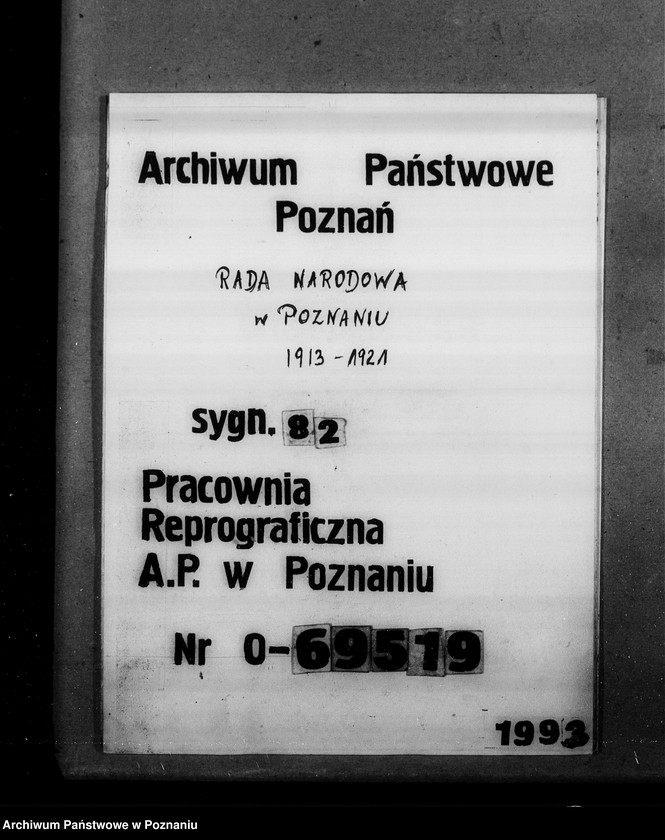 Archiwum Państwowe
Poznań
RADA NARODOWA
w POZNANIU
1913-1921
sygn. 82
Pracownia
Reprograficzna
A.P. w Poznaniu
Nr 0-69519
1993
Archiwum Państwowe w Poznaniu